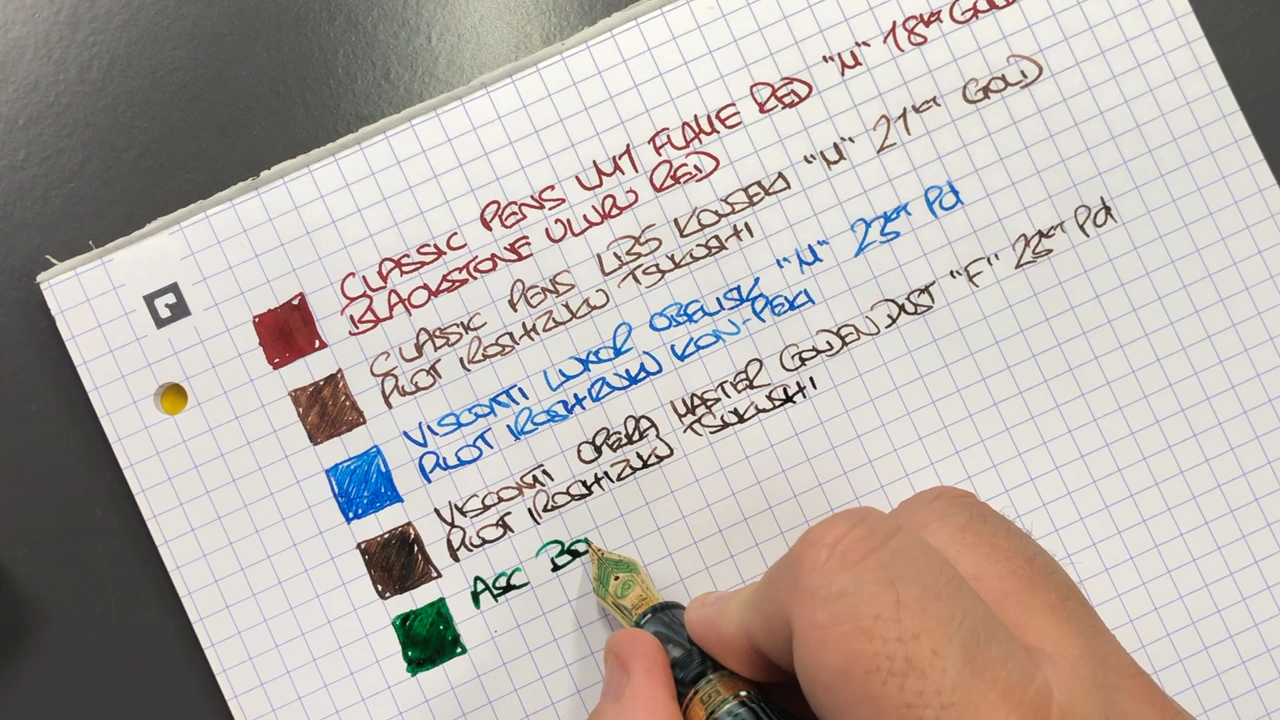 CLASSIC PENS LM1 FLAME RED "M" 18KT GOLD
BLACKSTONE ULURU RED
CLASSIC PENS LB5 KOUSEKI "M" 21KT GOLD
PILOT IROSHIZUKU TSUKUSHI
VISCONTI LUXOR OBELISK "M" 23KT Pd
PILOT IROSHIZUKU KON-PEKI
VISCONTI OPERA MASTER GOLDEN DUST "F" 23KT Pd
PILOT IROSHIZUKU TSUKUSHI
ASC BO